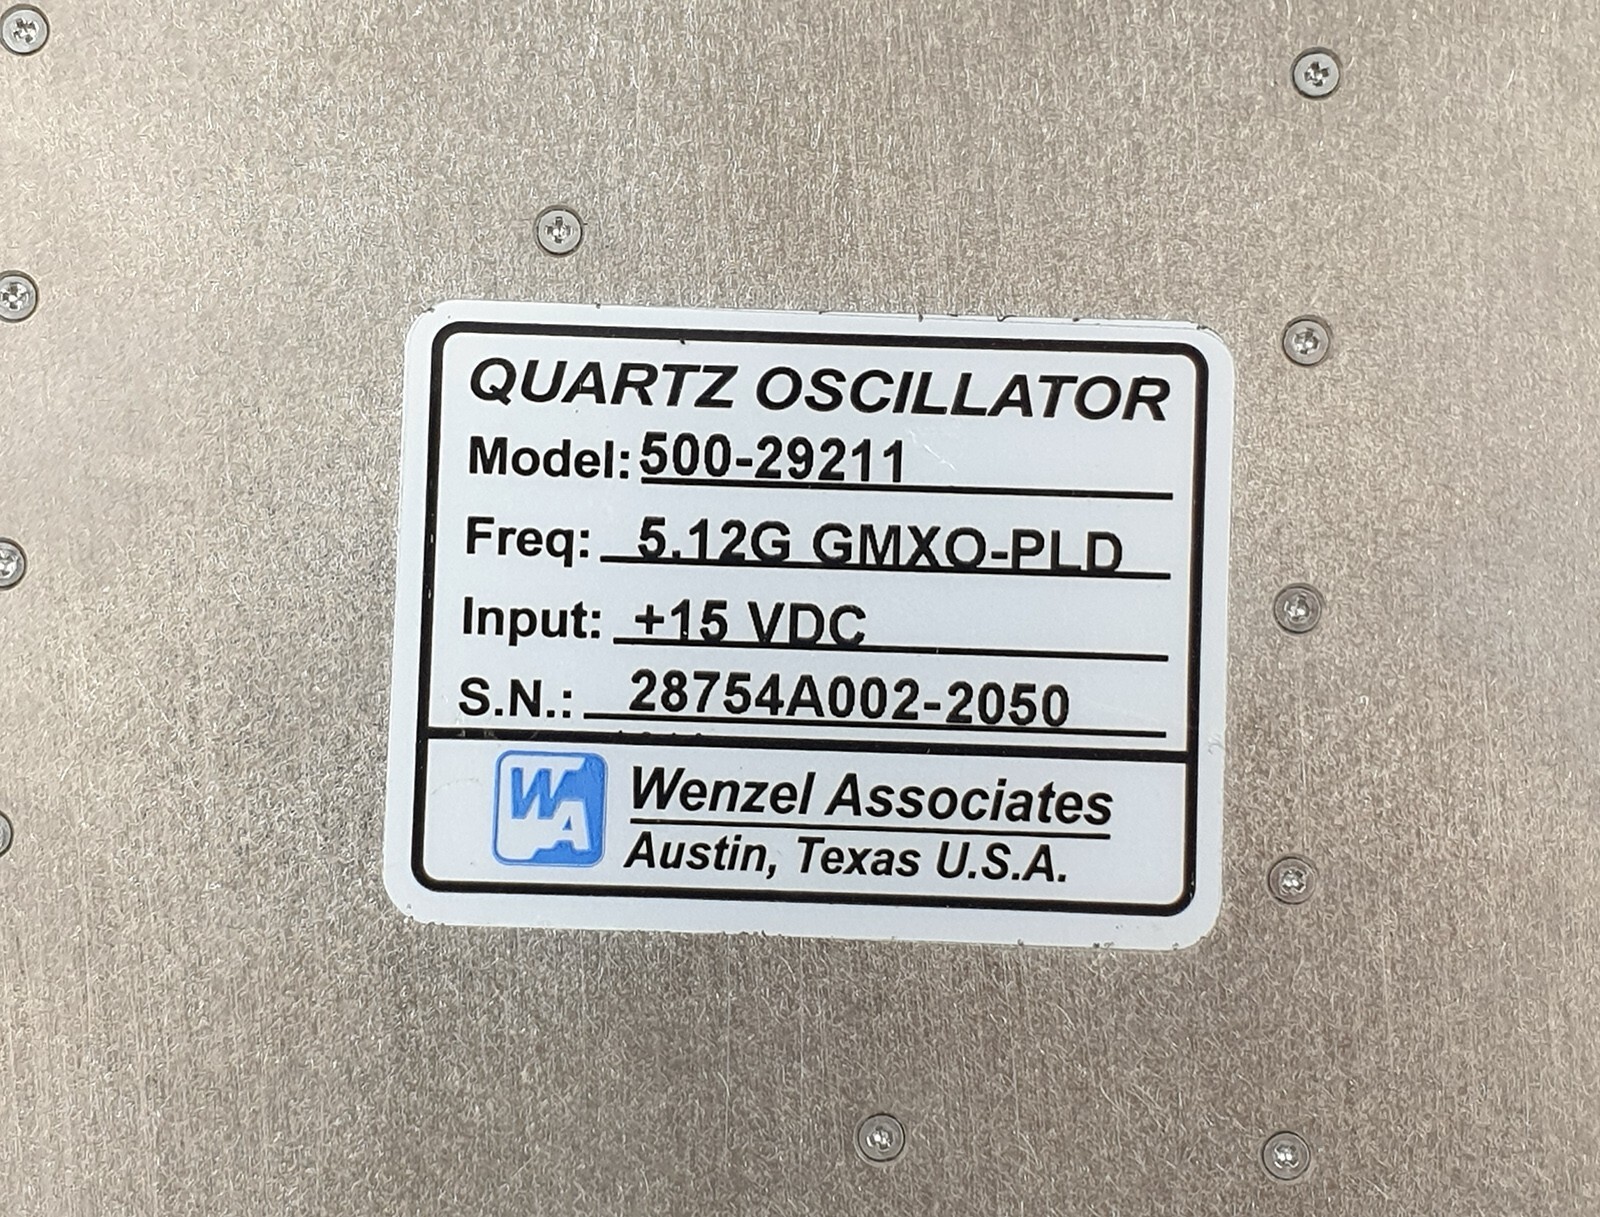 QUARTZ OSCILLATOR
Model: 500-29211
Freq: 5.12G GMXO-PLD
Input: +15 VDC
S.N.: 28754A002-2050
WA
Wenzel Associates
Austin, Texas U.S.A.